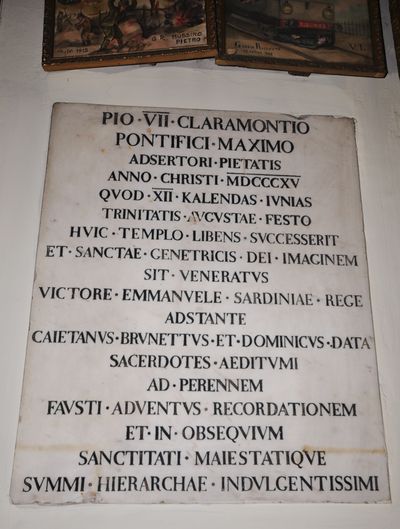 G. R. MUSSINO
PIETRO
PIO · VII · CLARAMONTIO
PONTIFICI · MAXIMO
ADSERTORI · PIETATIS
ANNO · CHRISTI · MDCCCXV
QVOD · XII · KALENDAS · IVNIAS
TRINITATIS · AVGVSTAE · FESTO
HVIC · TEMPLO · LIBENS · SVCCESSERIT
ET · SANCTAE · GENETRICIS · DEI · IMAGINEM
SIT · VENERATVS
VICTORE · EMMANVELE · SARDINIAE · REGE
ADSTANTE
CAIETANVS · BRVNETTVS · ET · DOMINICVS · DATA
SACERDOTES · AEDITVMI
AD · PERENNEM
FAVSTI · ADVENTVS · RECORDATIONEM
ET · IN · OBSEQVIVM
SANCTITATI · MAIESTATIQVE
SVMMI · HIERARCHAE · INDVLGENTISSIMI